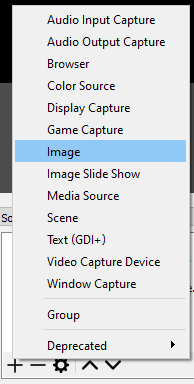 Audio Input Capture
Audio Output Capture
Browser
Color Source
Display Capture
Game Capture
Image
Image Slide Show
Media Source
Scene
Text (GDI+)
Video Capture Device
Window Capture
Group
Deprecated